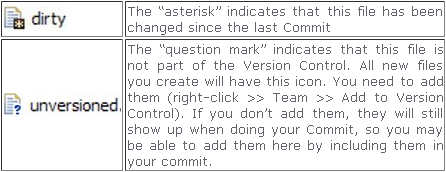 dirty
The "asterisk" indicates that this file has been
changed since the last Commit
unversioned.
The "question mark" indicates that this file is
not part of the Version Control. All new files
you create will have this icon. You need to add
them (right-click >> Team >> Add to Version
Control). If you don't add them, they will still
show up when doing your Commit, so you may
be able to add them here by including them in
your commit.